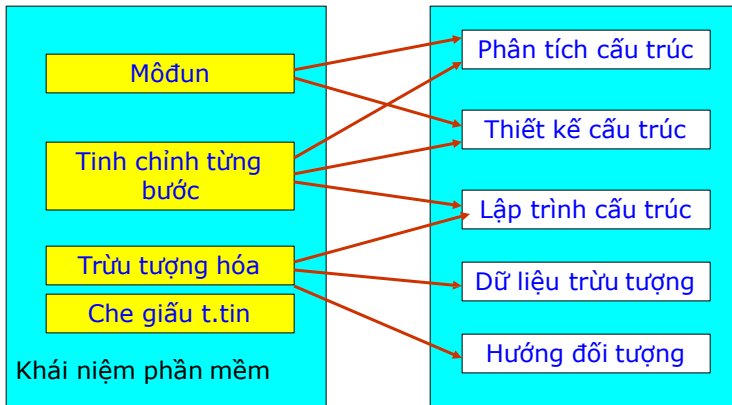 Môđun
Tinh chỉnh từng
bước
Trừu tượng hóa
Che giấu t.tin
Khái niệm phần mềm
Phân tích cấu trúc
Thiết kế cấu trúc
Lập trình cấu trúc
Dữ liệu trừu tượng
Hướng đối tượng